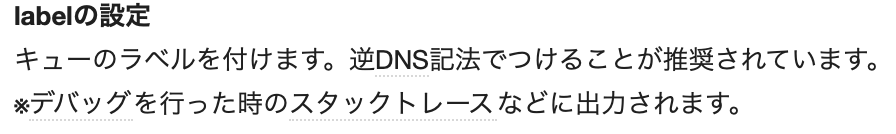 labelの設定
キューのラベルを付けます。逆DNS記法でつけることが推奨されています。
※デバッグを行った時のスタックトレースなどに出力されます。